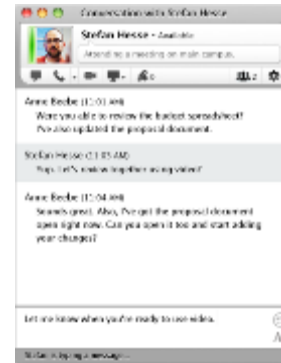 Conversation with Stefan Hesse
Stefan Hesse - Available
Attending a meeting on main campus.
2
Anne Beebe (11:01 AM)
Were you able to review the budget spreadsheet?
I've also updated the proposal document.
Stefan Hesse (11:03 AM)
Yup. Let's review together using video?
Anne Beebe (11:04 AM)
Sounds great. Also, I've got the proposal document
open right now. Can you open it too and start adding
your changes?
Let me know when you're ready to use video.
Stefan is typing a message...